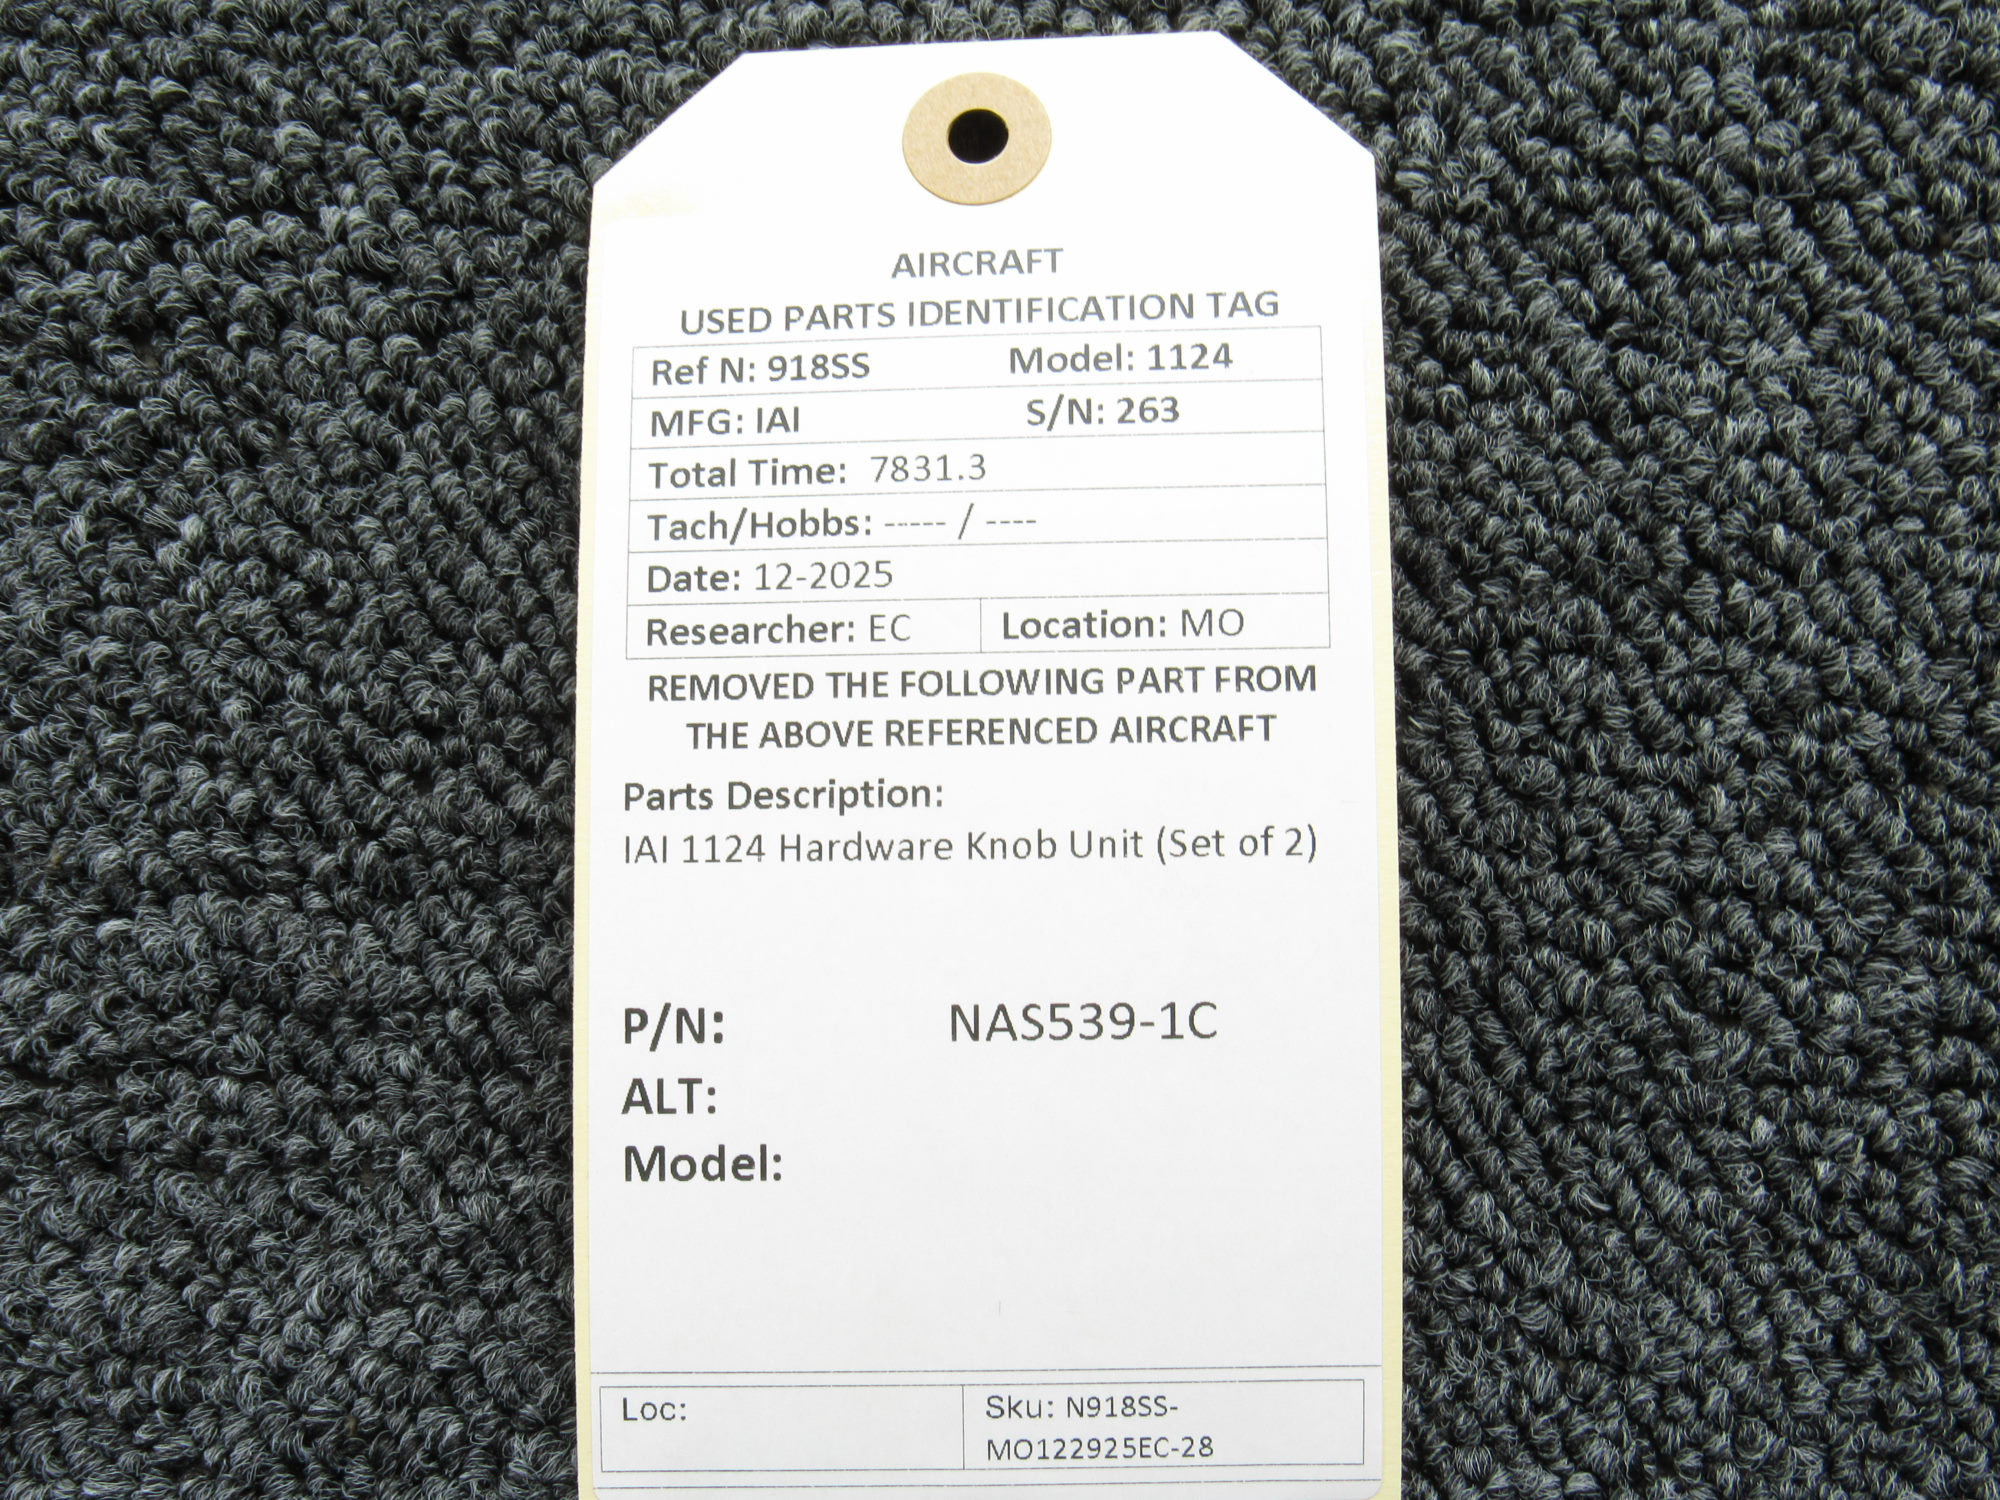 AIRCRAFT
USED PARTS IDENTIFICATION TAG
Ref N: 918SS Model: 1124
MFG: IAI S/N: 263
Total Time: 7831.3
Tach/Hobbs: ----- / ----
Date: 12-2025
Researcher: EC Location: MO
REMOVED THE FOLLOWING PART FROM
THE ABOVE REFERENCED AIRCRAFT
Parts Description:
IAI 1124 Hardware Knob Unit (Set of 2)
P/N: NAS539-1C
ALT:
Model:
Loc: Sku: N918SS-
MO122925EC-28